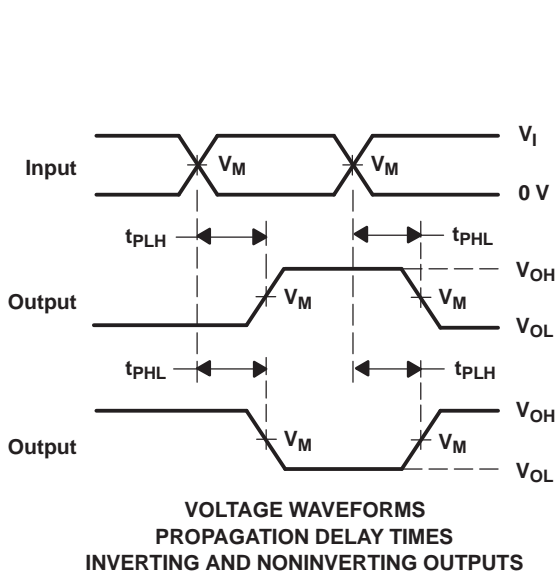 V_I
Input V_M V_M
0 V
t_PLH t_PHL
V_OH
Output V_M V_M
V_OL
t_PHL t_PLH
V_OH
Output V_M V_M
V_OL
VOLTAGE WAVEFORMS
PROPAGATION DELAY TIMES
INVERTING AND NONINVERTING OUTPUTS